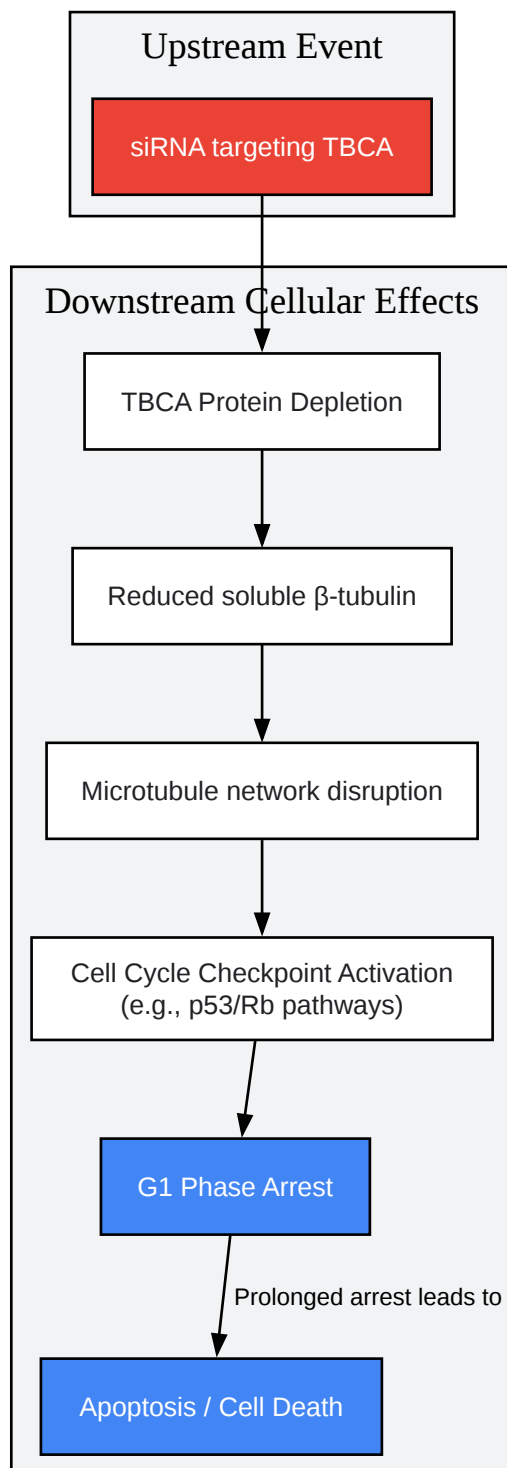 Upstream Event
siRNA targeting TBCA
Downstream Cellular Effects
TBCA Protein Depletion
Reduced soluble β-tubulin
Microtubule network disruption
Cell Cycle Checkpoint Activation
(e.g., p53/Rb pathways)
G1 Phase Arrest
Prolonged arrest leads to
Apoptosis / Cell Death